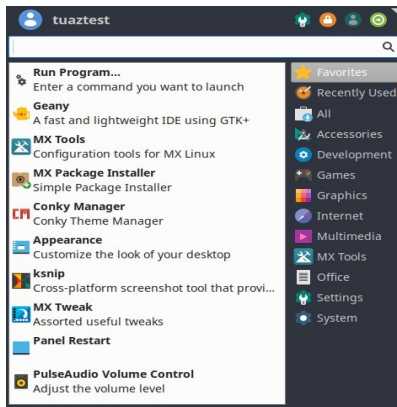 tuaztest
Run Program...
Enter a command you want to launch
Geany
A fast and lightweight IDE using GTK+
MX Tools
Configuration tools for MX Linux
MX Package Installer
Simple Package Installer
CM Conky Manager
Conky Theme Manager
Appearance
Customize the look of your desktop
ksnip
Cross-platform screenshot tool that provi...
MX Tweak
Assorted useful tweaks
Panel Restart
PulseAudio Volume Control
Adjust the volume level
Favorites
Recently Used
All
Accessories
Development
Games
Graphics
Internet
Multimedia
MX Tools
Office
Settings
System